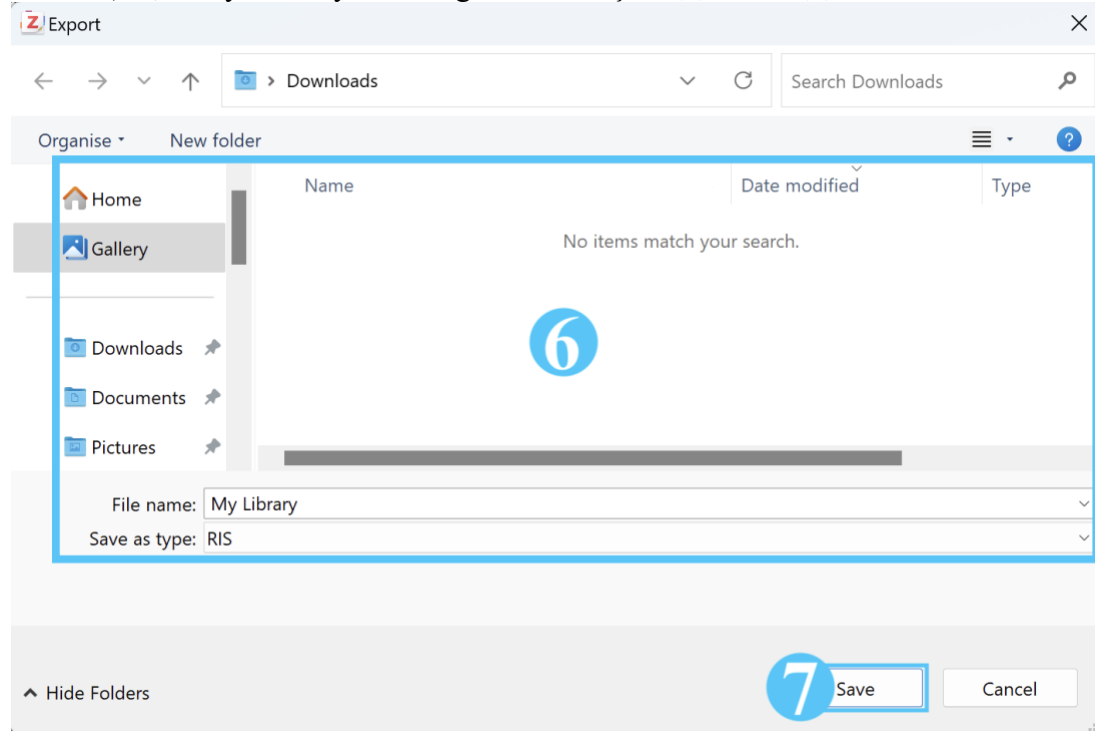 Z Export
Downloads
Search Downloads
Organise
New folder
?
Name
Date modified
Type
Home
Gallery
No items match your search.
6
Downloads
Documents
Pictures
File name: My Library
Save as type: RIS
Hide Folders
7 Save
Cancel